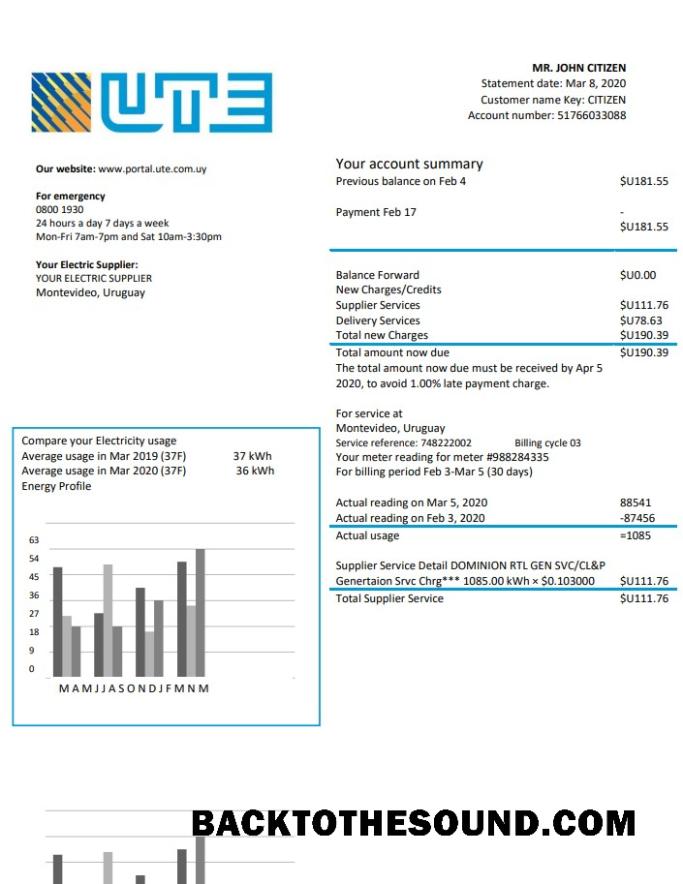 UTE
MR. JOHN CITIZEN
Statement date: Mar 8, 2020
Customer name Key: CITIZEN
Account number: 51766033088
Our website: www.portal.ute.com.uy
For emergency
0800 1930
24 hours a day 7 days a week
Mon-Fri 7am-7pm and Sat 10am-3:30pm
Your Electric Supplier:
YOUR ELECTRIC SUPPLIER
Montevideo, Uruguay
Your account summary
Previous balance on Feb 4 $U181.55
Payment Feb 17 -
$U181.55
Balance Forward $U0.00
New Charges/Credits
Supplier Services $U111.76
Delivery Services $U78.63
Total new Charges $U190.39
Total amount now due $U190.39
The total amount now due must be received by Apr 5
2020, to avoid 1.00% late payment charge.
For service at
Montevideo, Uruguay
Service reference: 748222002 Billing cycle 03
Your meter reading for meter #988284335
For billing period Feb 3-Mar 5 (30 days)
Actual reading on Mar 5, 2020 88541
Actual reading on Feb 3, 2020 -87456
Actual usage =1085
Supplier Service Detail DOMINION RTL GEN SVC/CL&P
Genertaion Srvc Chrg*** 1085.00 kWh × $0.103000 $U111.76
Total Supplier Service $U111.76
Compare your Electricity usage
Average usage in Mar 2019 (37F) 37 kWh
Average usage in Mar 2020 (37F) 36 kWh
Energy Profile
63
54
45
36
27
18
9
0
M A M J J A S O N D J F M N M
BACKTOTHESOUND.COM